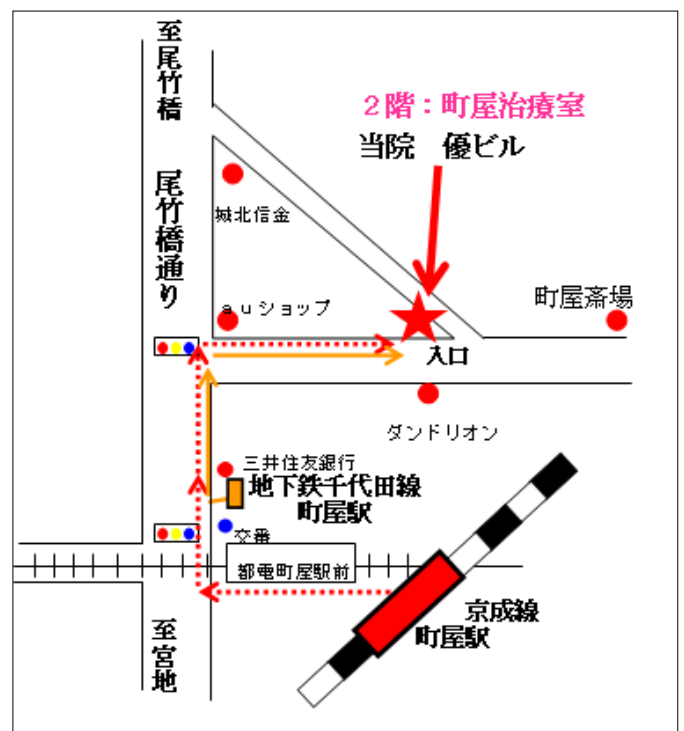 至尾竹橋
２階：町屋治療室
当院　優ビル
尾竹橋通り
城北信金
町屋斎場
ａｕショップ
入口
ダンドリオン
三井住友銀行
地下鉄千代田線
町屋駅
交番
都電町屋駅前
京成線
町屋駅
至宮地